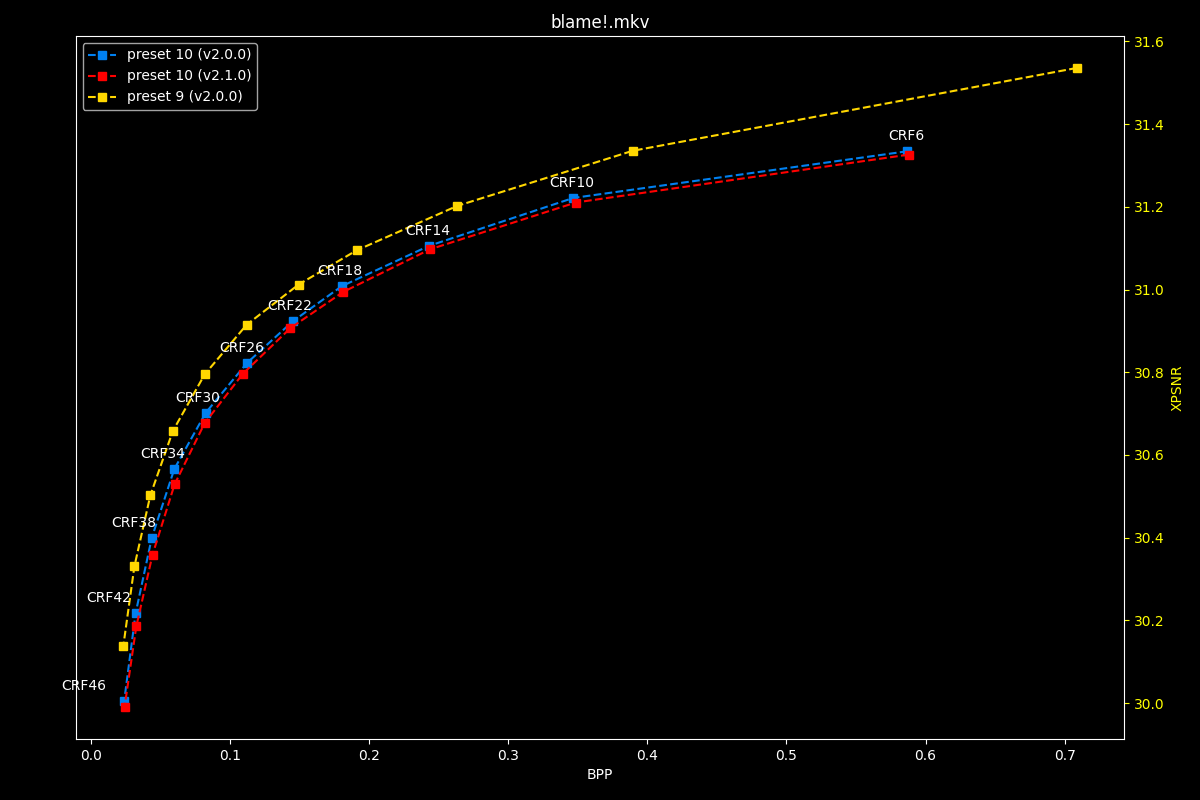 blame!.mkv
preset 10 (v2.0.0)
preset 10 (v2.1.0)
preset 9 (v2.0.0)
CRF6
CRF10
CRF14
CRF18
CRF22
CRF26
CRF30
CRF34
CRF38
CRF42
CRF46
31.6
31.4
31.2
31.0
30.8
30.6
30.4
30.2
30.0
XPSNR
0.0 0.1 0.2 0.3 0.4 0.5 0.6 0.7
BPP